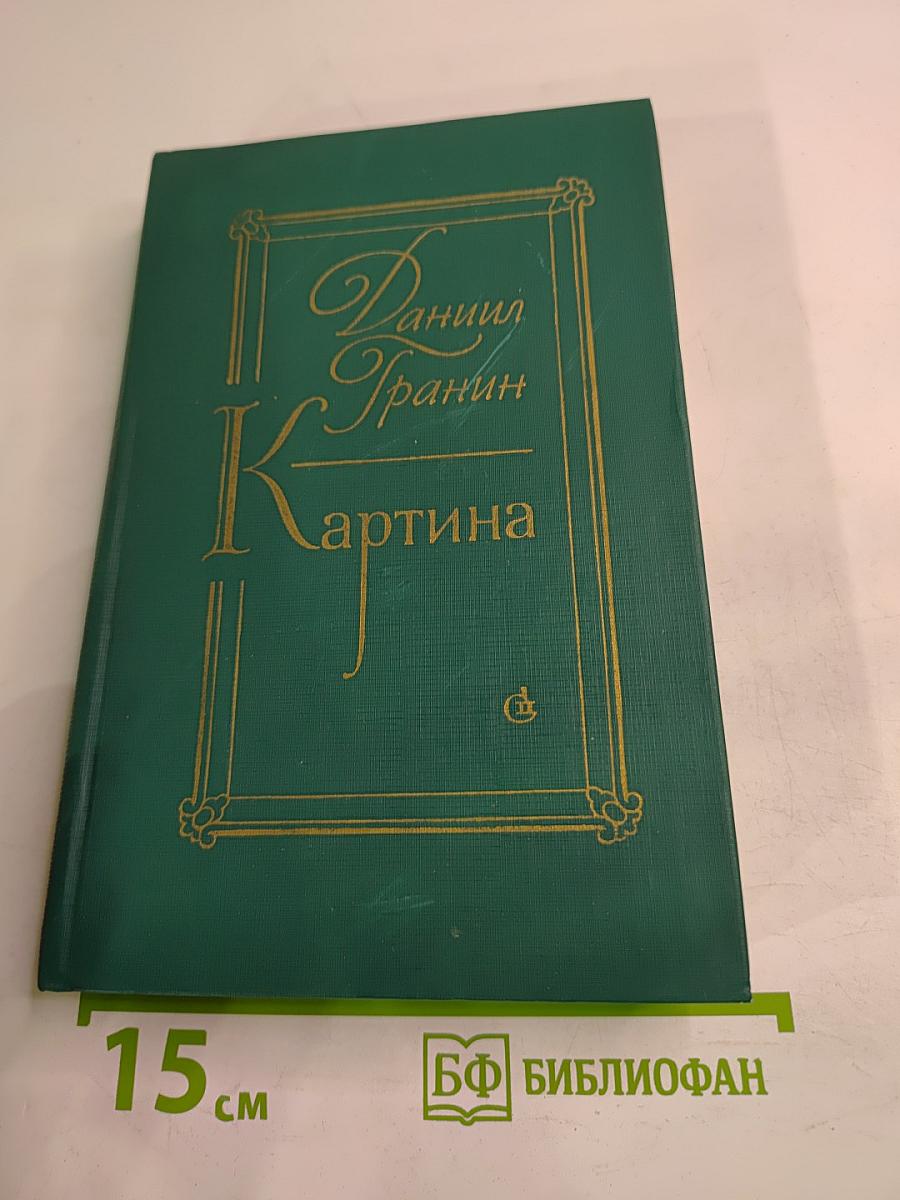 Даниил
Гранин
Картина
15 см
БФ БИБЛИОФАН